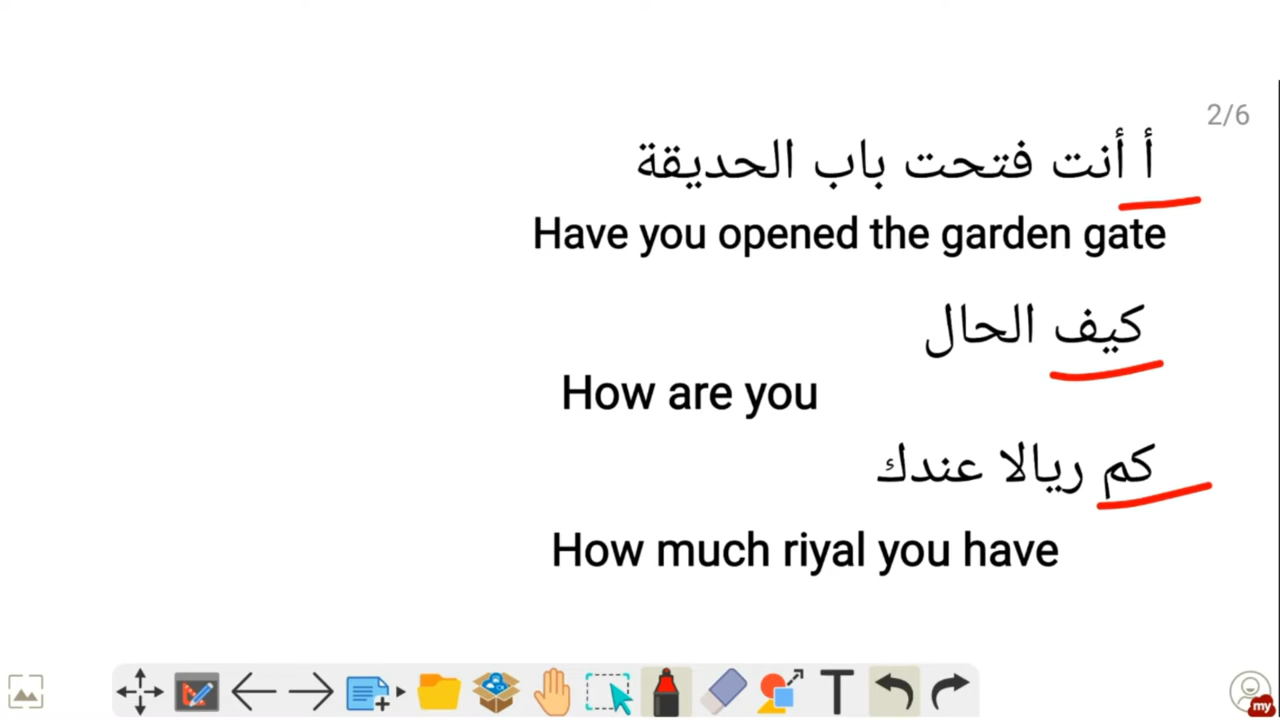 2/6
أ أنت فتحت باب الحديقة
Have you opened the garden gate
كيف الحال
How are you
كم ريالا عندك
How much riyal you have
T
my